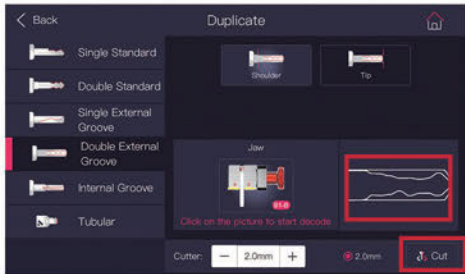 Back
Duplicate
Single Standard
Double Standard
Single External
Groove
Double External
Groove
Internal Groove
Tubular
Shoulder
Tip
Jaw
S1-B
Click on the picture to start decode
Cutter:
− 2.0mm +
2.0mm
Cut